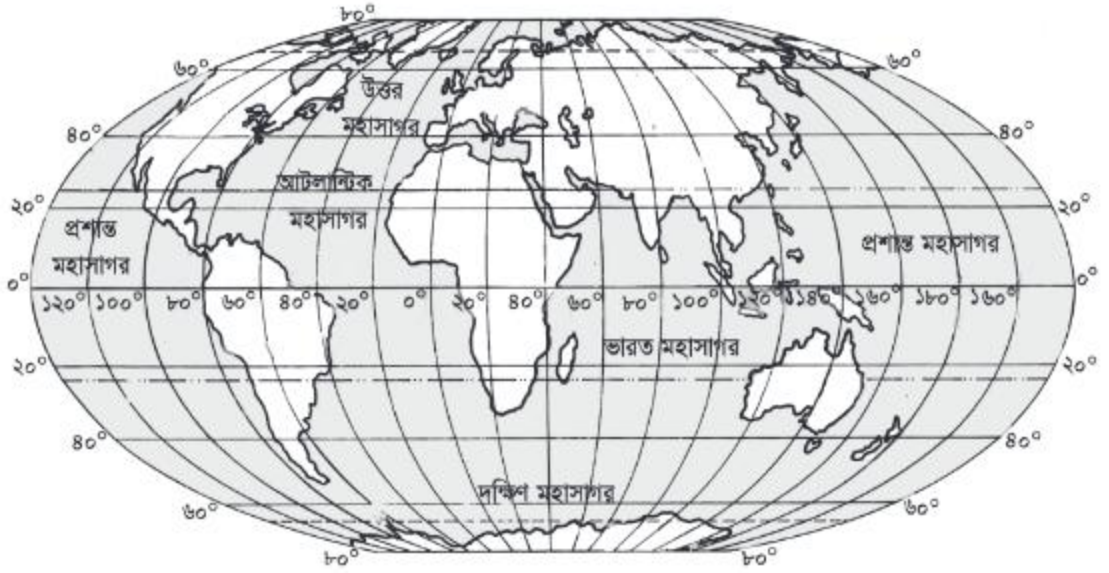 ৮০°
৬০° ৬০°
উত্তর
মহাসাগর
৪০° ৪০°
আটলান্টিক
মহাসাগর
২০° ২০°
প্রশান্ত
মহাসাগর
প্রশান্ত মহাসাগর
০° ০°
১২০° ১০০° ৮০° ৬০° ৪০° ২০° ০° ২০° ৪০° ৬০° ৮০° ১০০° ১২০° ১৪০° ১৬০° ১৮০° ১৬০°
ভারত মহাসাগর
২০° ২০°
৪০° ৪০°
দক্ষিণ মহাসাগর
৬০° ৬০°
৮০° ৮০°